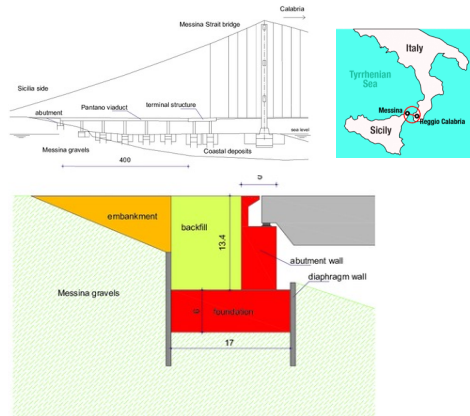 Calabria
Messina Strait bridge
Sicilia side
abutment
Pantano viaduct
terminal structure
sea level
Messina gravels
Coastal deposits
400
Italy
Tyrrhenian
Sea
Messina
Reggio Calabria
Sicily
embankment
backfill
13.4
abutment wall
diaphragm wall
Messina gravels
foundation
17